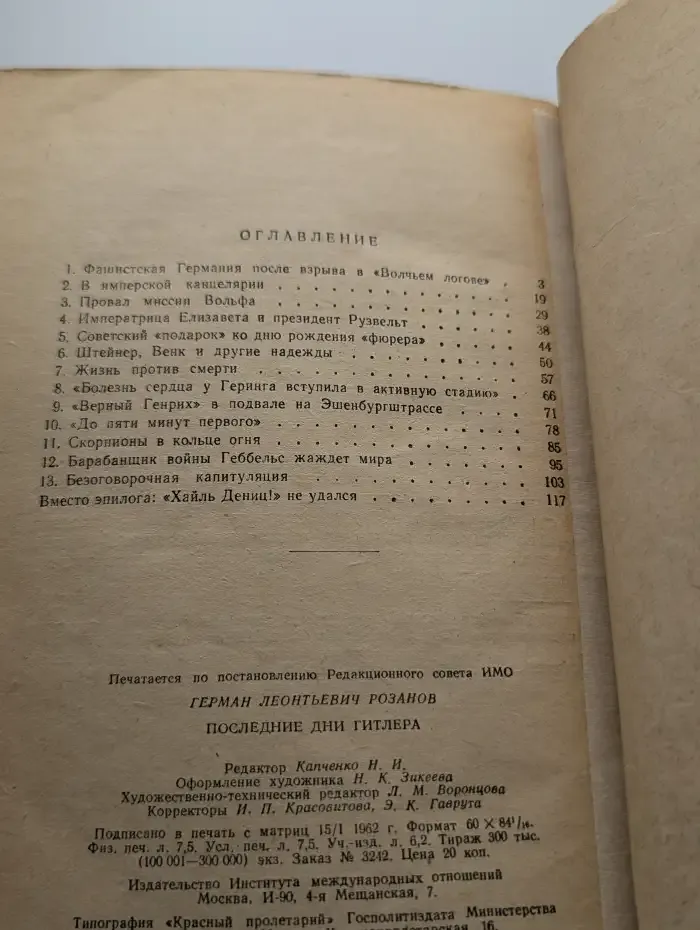 ОГЛАВЛЕНИЕ
1. Фашистская Германия после взрыва в «Волчьем логове» . 3
2. В имперской канцелярии . . . . . . . . . . 19
3. Провал миссии Вольфа . . . . . . . . . . 29
4. Императрица Елизавета и президент Рузвельт . . . . 38
5. Советский «подарок» ко дню рождения «фюрера» . . . . 44
6. Штейнер, Венк и другие надежды . . . . . . . 50
7. Жизнь против смерти . . . . . . . . . . 57
8. «Болезнь сердца у Геринга вступила в активную стадию» . 66
9. «Верный Генрих» в подвале на Эшенбургштрассе . . . . 71
10. «До пяти минут первого» . . . . . . . . . 78
11. Скорпионы в кольце огня . . . . . . . . . 85
12. Барабанщик войны Геббельс жаждет мира . . . . . 95
13. Безоговорочная капитуляция . . . . . . . . 103
Вместо эпилога: «Хайль Дениц!» не удался . . . . . . 117
Печатается по постановлению Редакционного совета ИМО
ГЕРМАН ЛЕОНТЬЕВИЧ РОЗАНОВ
ПОСЛЕДНИЕ ДНИ ГИТЛЕРА
Редактор Капченко Н. И.
Оформление художника Н. К. Зикеева
Художественно-технический редактор Л. М. Воронцова
Корректоры И. П. Красовитова, Э. К. Гаврута
Подписано в печать с матриц 15/I 1962 г. Формат 60 × 84¹/₁₆.
Физ. печ. л. 7,5. Усл. печ. л. 7,5. Уч.-изд. л. 6,2. Тираж 300 тыс.
(100 001—300 000) экз. Заказ № 3242. Цена 20 коп.
Издательство Института международных отношений
Москва, И-90, 4-я Мещанская, 7.
Типография «Красный пролетарий» Госполитиздата Министерства
16.